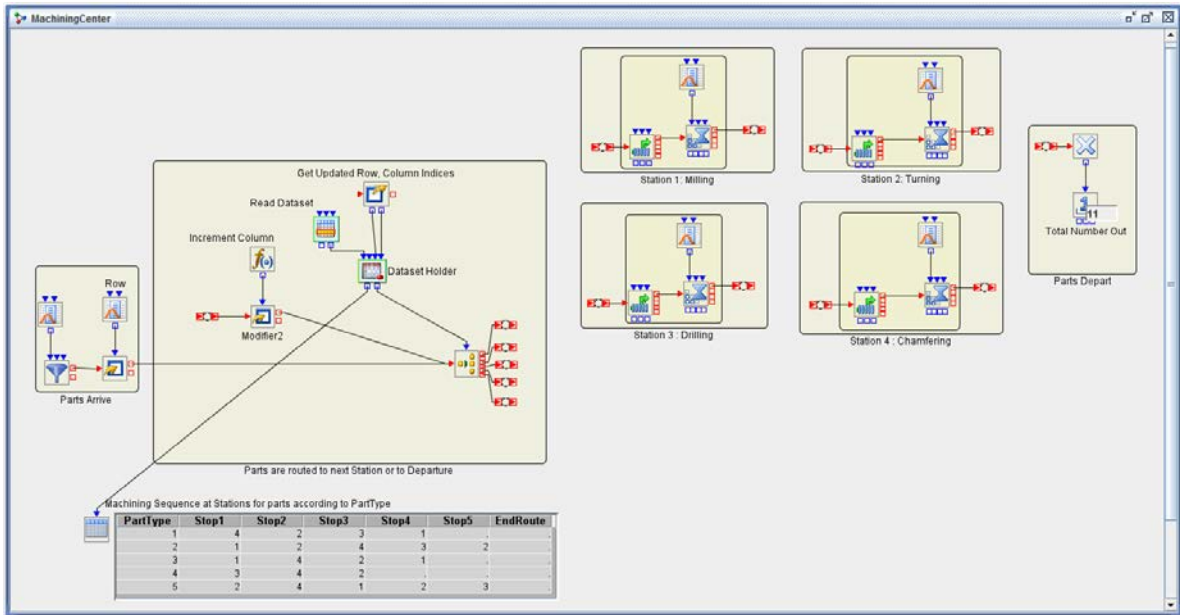 MachiningCenter
Get Updated Row, Column Indices
Read Dataset
Increment Column
Dataset Holder
Row
Modifier2
Parts Arrive
Parts are routed to next Station or to Departure
Station 1: Milling
Station 2: Turning
11
Total Number Out
Parts Depart
Station 3 : Drilling
Station 4 : Chamfering
Machining Sequence at Stations for parts according to PartType
PartType Stop1 Stop2 Stop3 Stop4 Stop5 EndRoute
1 4 2 3 1 . .
2 1 2 4 3 2 .
3 1 4 2 1 . .
4 3 4 2 . . .
5 2 4 1 2 3 .